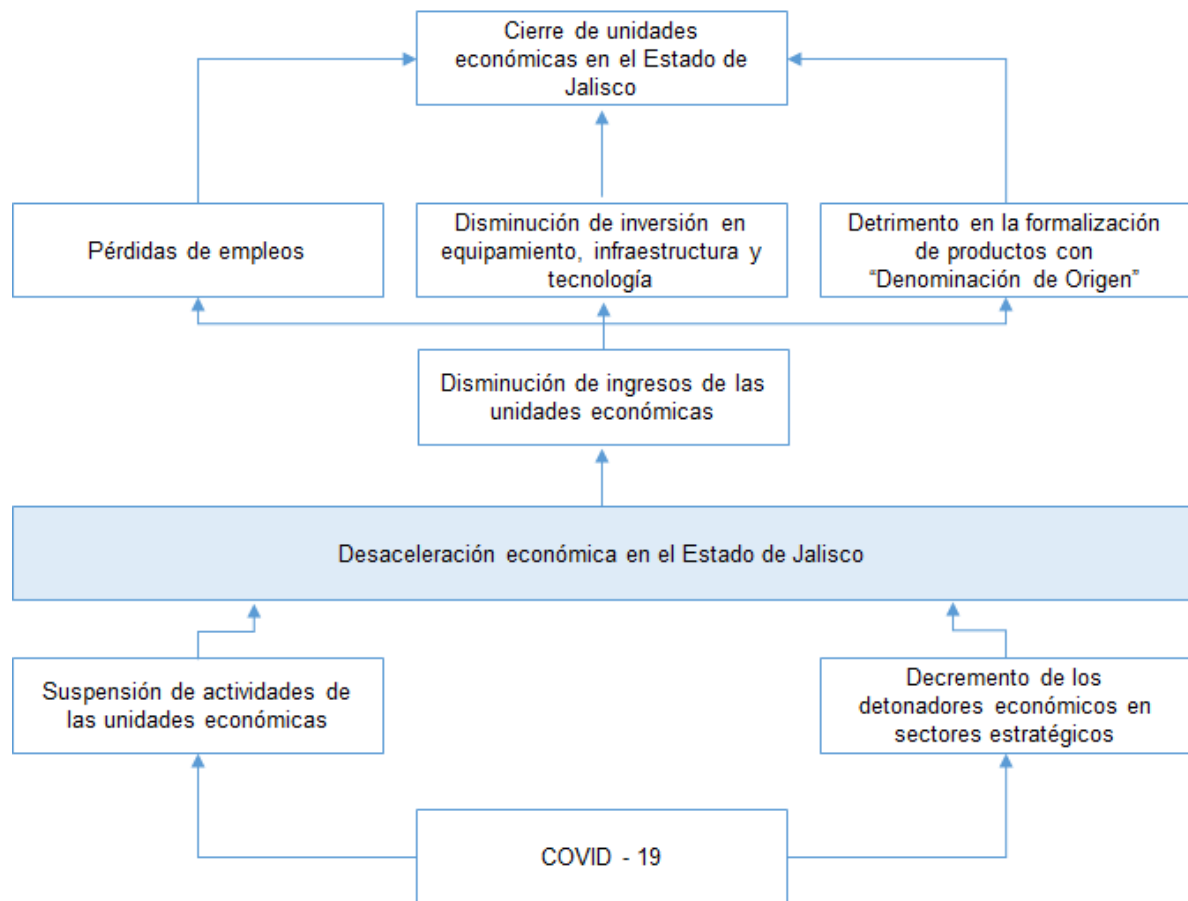 Cierre de unidades
económicas en el Estado de
Jalisco
Pérdidas de empleos
Disminución de inversión en
equipamiento, infraestructura y
tecnología
Detrimento en la formalización
de productos con
“Denominación de Origen”
Disminución de ingresos de las
unidades económicas
Desaceleración económica en el Estado de Jalisco
Suspensión de actividades de
las unidades económicas
Decremento de los
detonadores económicos en
sectores estratégicos
COVID - 19